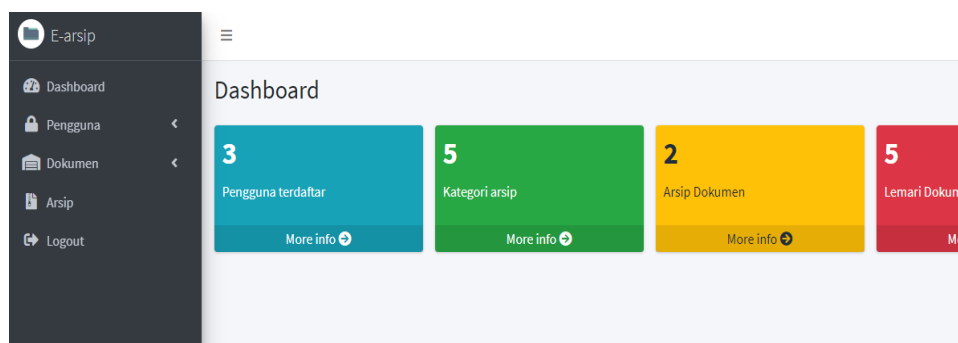 E-arsip
Dashboard
Pengguna
Dokumen
Arsip
Logout
Dashboard
3
Pengguna terdaftar
More info
5
Kategori arsip
More info
2
Arsip Dokumen
More info
5
Lemari